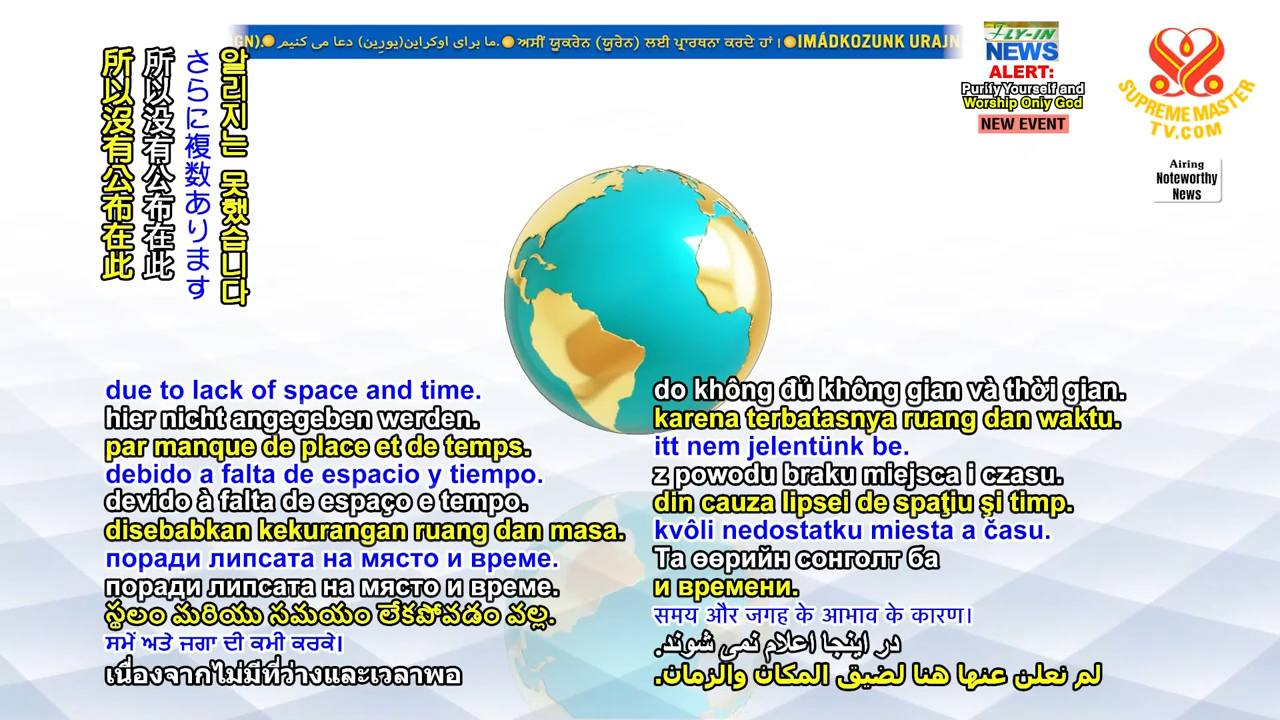 GN). ما برای اوکراین(یورین) دعا می کنیم. ਅਸੀਂ ਯੂਕਰੇਨ (ਯੂਰੇਨ) ਲਈ ਪ੍ਰਾਰਥਨਾ ਕਰਦੇ ਹਾਂ। IMÁDKOZUNK URAJN
FLY-IN
NEWS
ALERT:
Purify Yourself and
Worship Only God
NEW EVENT
SUPREME MASTER
TV.COM
Airing
Noteworthy
News
알리지는 못했습니다
さらに複数あります
所以没有公布在此
所以沒有公布在此
due to lack of space and time.
hier nicht angegeben werden.
par manque de place et de temps.
debido a falta de espacio y tiempo.
devido à falta de espaço e tempo.
disebabkan kekurangan ruang dan masa.
поради липсата на място и време.
поради липсата на място и време.
స్థలం మరియు సమయం లేకపోవడం వల్ల.
ਸਮੇਂ ਅਤੇ ਜਗਾ ਦੀ ਕਮੀ ਕਰਕੇ।
เนื่องจากไม่มีที่ว่างและเวลาพอ
do không đủ không gian và thời gian.
karena terbatasnya ruang dan waktu.
itt nem jelentünk be.
z powodu braku miejsca i czasu.
din cauza lipsei de spaţiu şi timp.
kvôli nedostatku miesta a času.
Та өөрийн сонголт ба
и времени.
समय और जगह के आभाव के कारण।
در اینجا اعلام نمی شوند.
لم نعلن عنها هنا لضيق المكان والزمان.